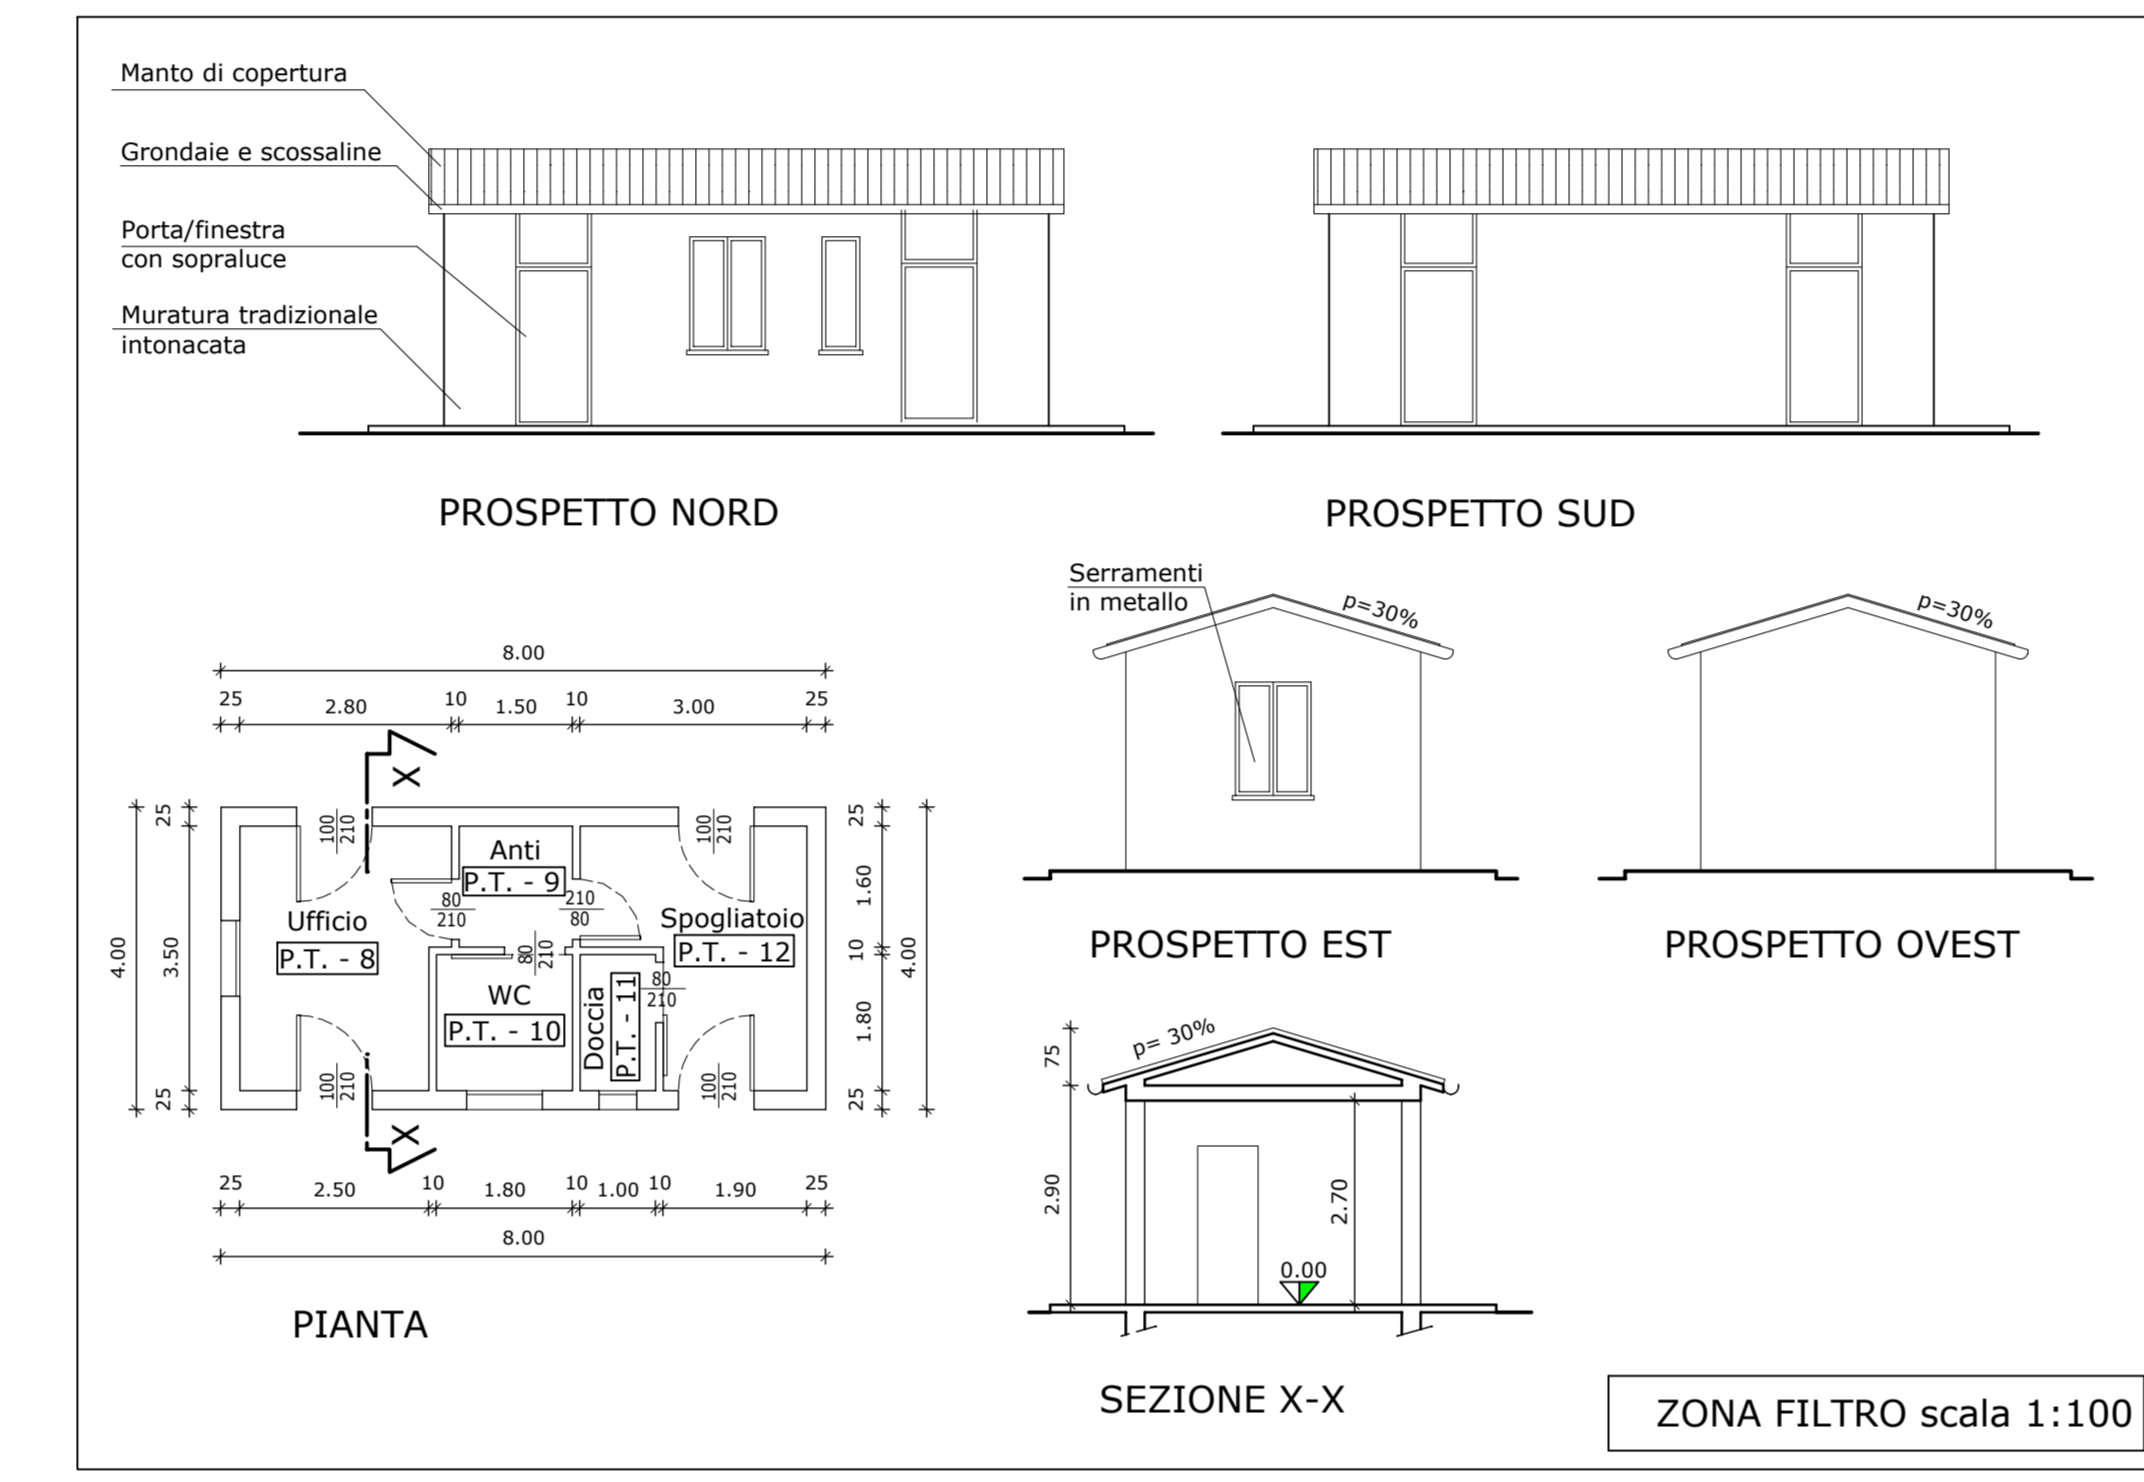 Manto di copertura
Grondaie e scossaline
Porta/finestra
con sopraluce
Muratura tradizionale
intonacata
PROSPETTO NORD
PROSPETTO SUD
Serramenti
in metallo
p=30%
p=30%
PROSPETTO EST
PROSPETTO OVEST
8.00
25 2.80 10 1.50 10 3.00 25
X
4.00
25 3.50 25
100
210
100
210
Anti
P.T. - 9
80
210
210
80
Ufficio
P.T. - 8
Spogliatoio
P.T. - 12
80
210
WC
P.T. - 10
Doccia
P.T. - 11
80
210
100
210
100
210
25 1.60 10 1.80 25
4.00
X
25 2.50 10 1.80 10 1.00 10 1.90 25
8.00
PIANTA
p= 30%
75
2.90
2.70
0.00
SEZIONE X-X
ZONA FILTRO scala 1:100